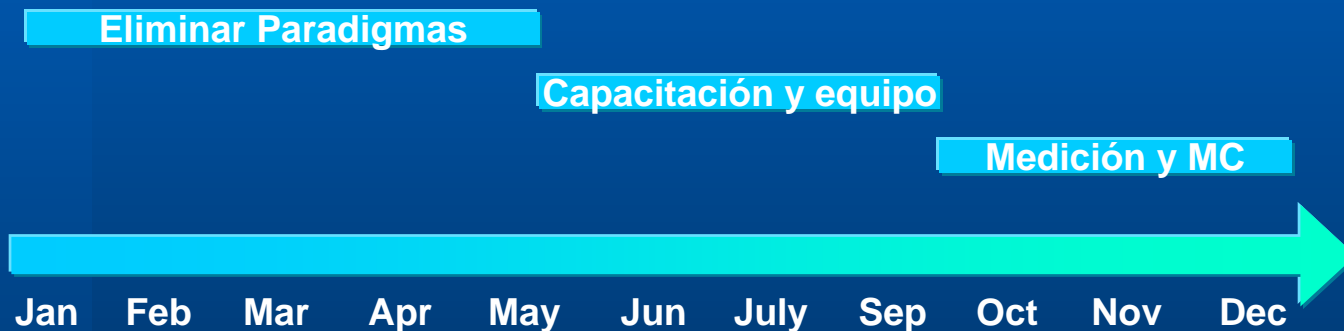 Eliminar Paradigmas
Capacitación y equipo
Medición y MC
Jan Feb Mar Apr May Jun July Sep Oct Nov Dec